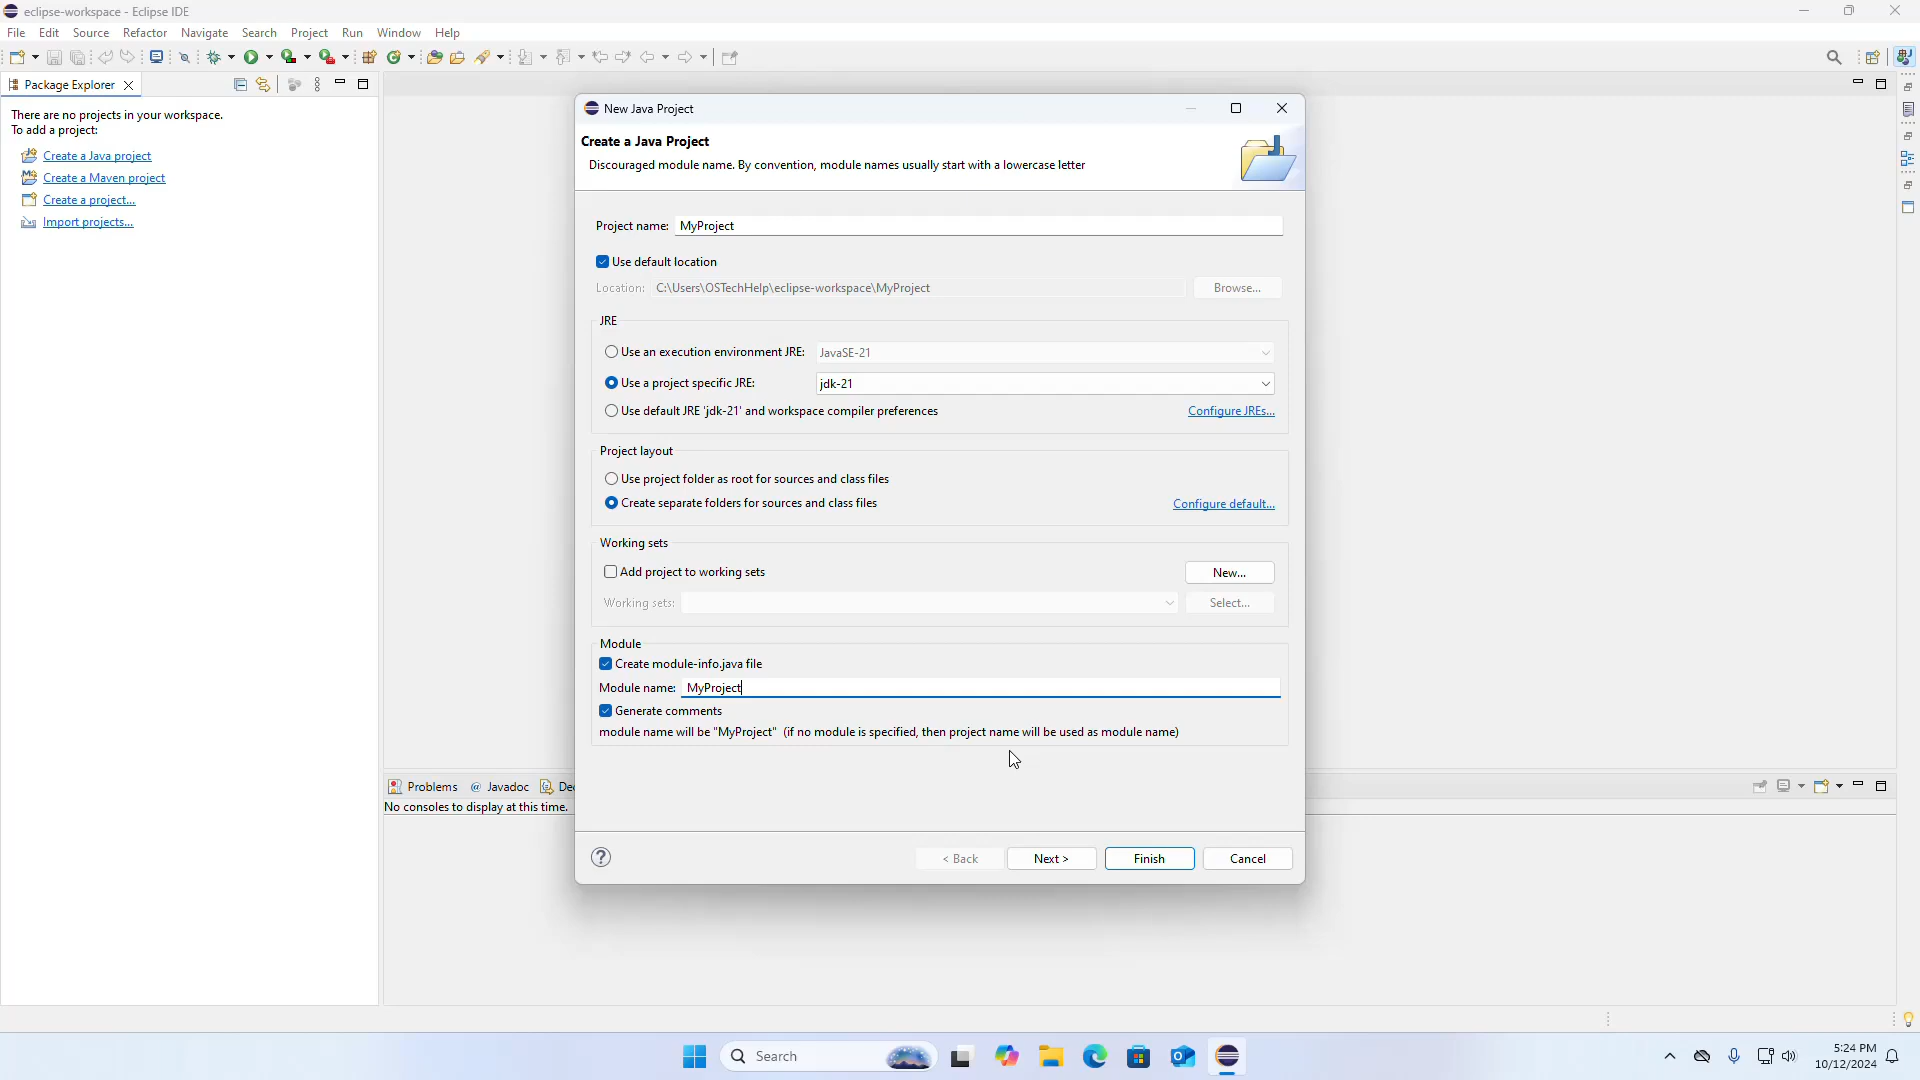 eclipse-workspace - Eclipse IDE
File Edit Source Refactor Navigate Search Project Run Window Help
Package Explorer
There are no projects in your workspace.
To add a project:
Create a Java project
Create a Maven project
Create a project...
Import projects...
New Java Project
Create a Java Project
Discouraged module name. By convention, module names usually start with a lowercase letter
Project name: MyProject
Use default location
Location: C:\Users\OSTechHelp\eclipse-workspace\MyProject Browse...
JRE
Use an execution environment JRE: JavaSE-21
Use a project specific JRE: jdk-21
Use default JRE 'jdk-21' and workspace compiler preferences Configure JREs...
Project layout
Use project folder as root for sources and class files
Create separate folders for sources and class files Configure default...
Working sets
Add project to working sets New...
Working sets: Select...
Module
Create module-info.java file
Module name: MyProject
Generate comments
module name will be "MyProject" (if no module is specified, then project name will be used as module name)
Problems @ Javadoc De
No consoles to display at this time.
? < Back Next > Finish Cancel
Search
5:24 PM
10/12/2024